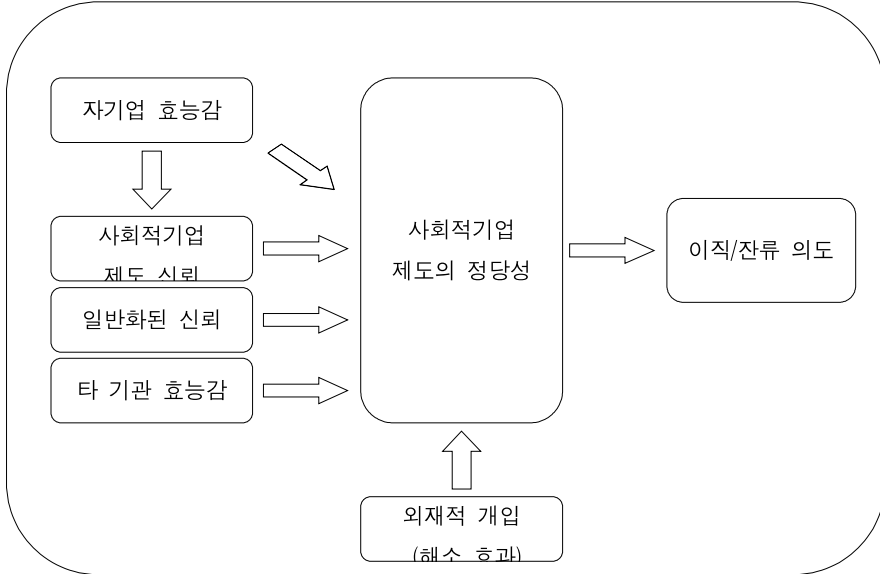 자기업 효능감
사회적기업
제도 신뢰
일반화된 신뢰
타 기관 효능감
사회적기업
제도의 정당성
이직/잔류 의도
외재적 개입
(해소 효과)